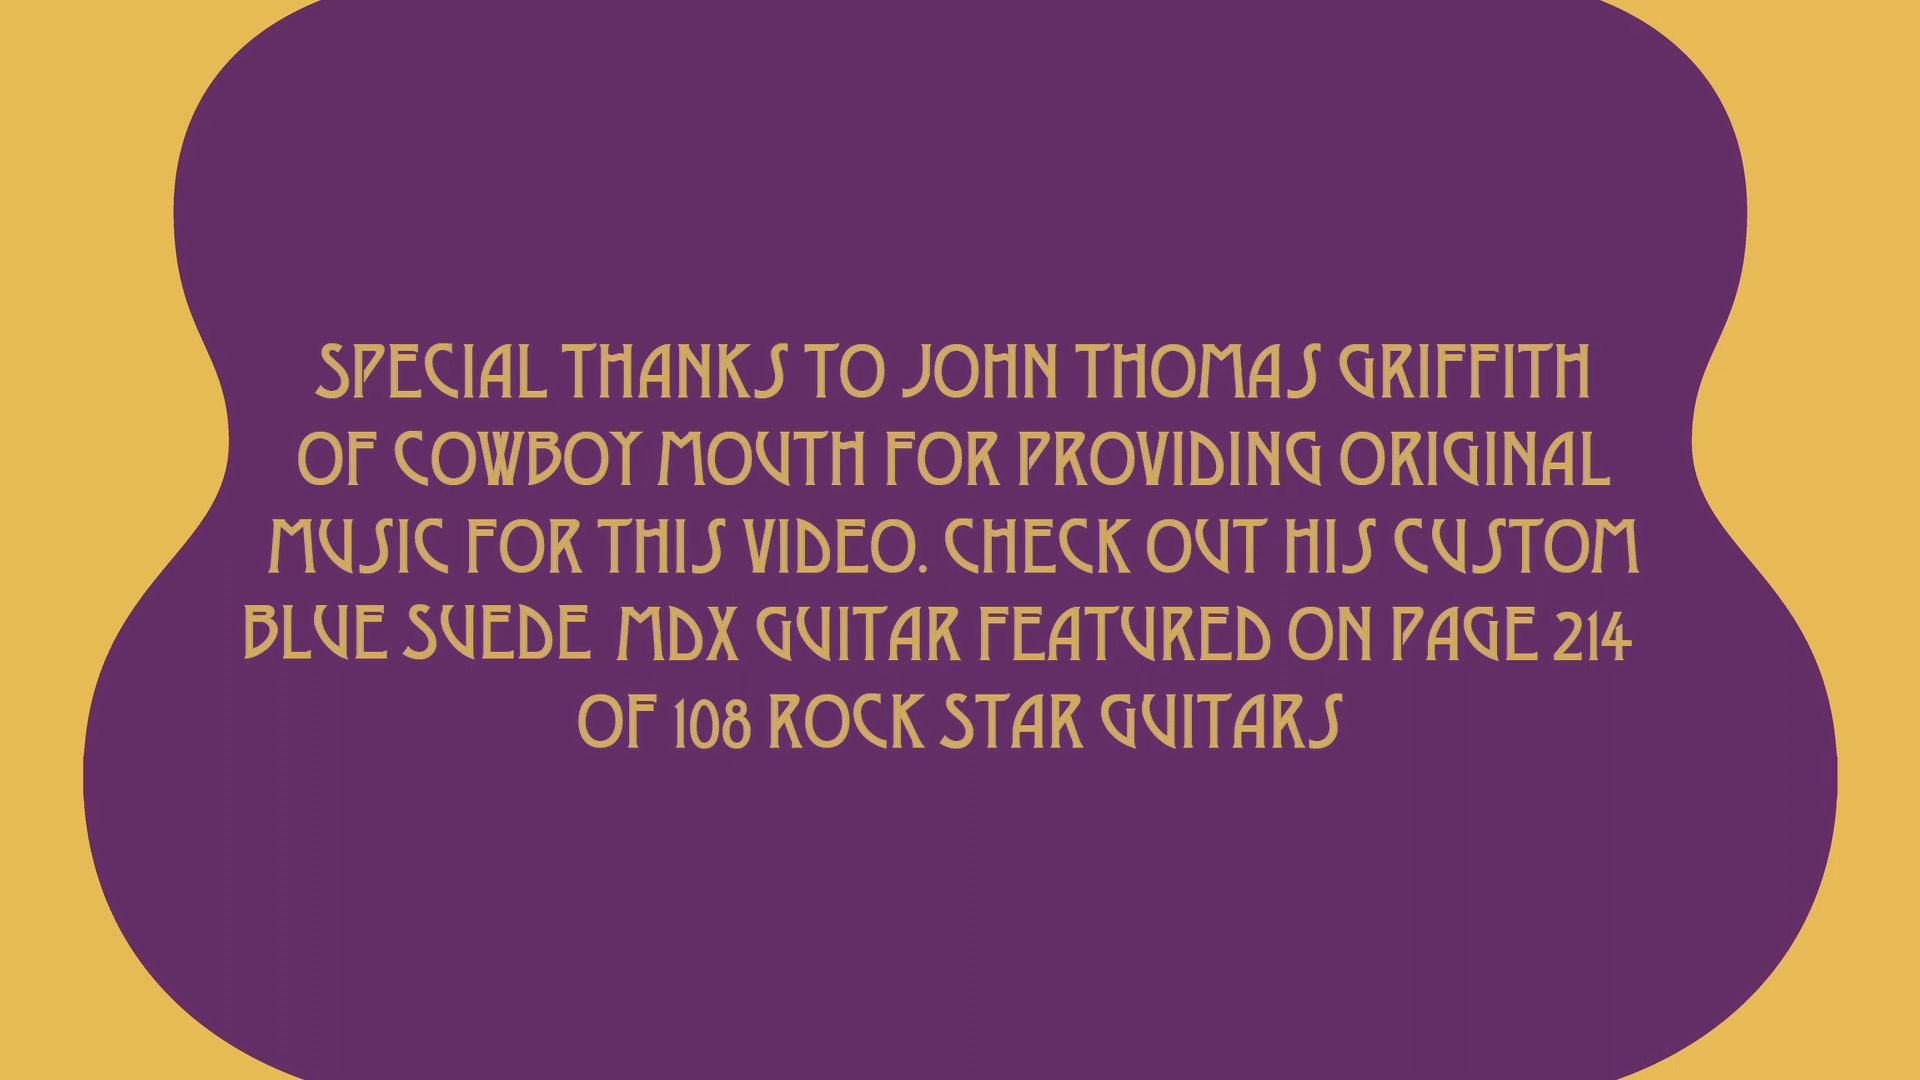 SPECIAL THANKS TO JOHN THOMAS GRIFFITH
OF COWBOY MOUTH FOR PROVIDING ORIGINAL
MUSIC FOR THIS VIDEO. CHECK OUT HIS CUSTOM
BLUE SUEDE MDX GUITAR FEATURED ON PAGE 214
OF 108 ROCK STAR GUITARS